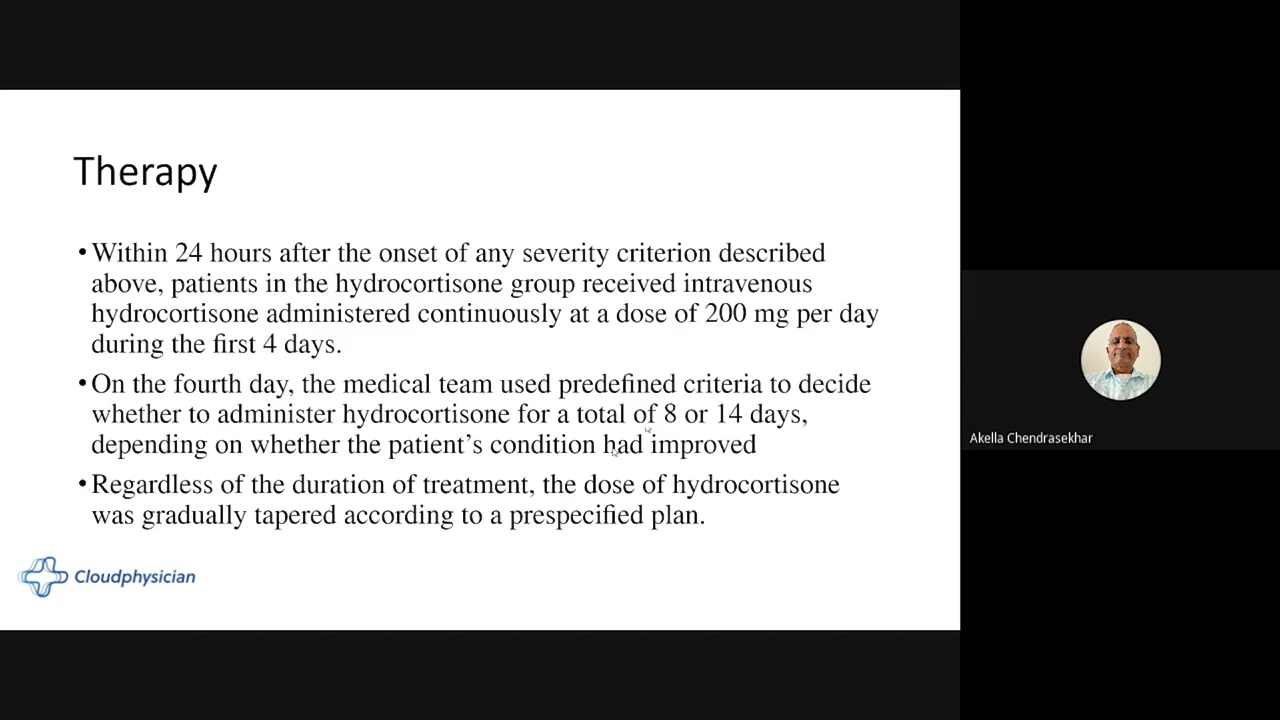 Therapy
•Within 24 hours after the onset of any severity criterion described
above, patients in the hydrocortisone group received intravenous
hydrocortisone administered continuously at a dose of 200 mg per day
during the first 4 days.
•On the fourth day, the medical team used predefined criteria to decide
whether to administer hydrocortisone for a total of 8 or 14 days,
depending on whether the patient’s condition had improved
•Regardless of the duration of treatment, the dose of hydrocortisone
was gradually tapered according to a prespecified plan.
Cloudphysician
Akella Chendrasekhar